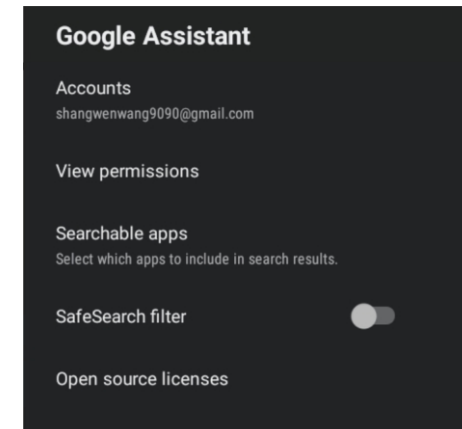 Google Assistant
Accounts
shangwenwang9090@gmail.com
View permissions
Searchable apps
Select which apps to include in search results.
SafeSearch filter
Open source licenses